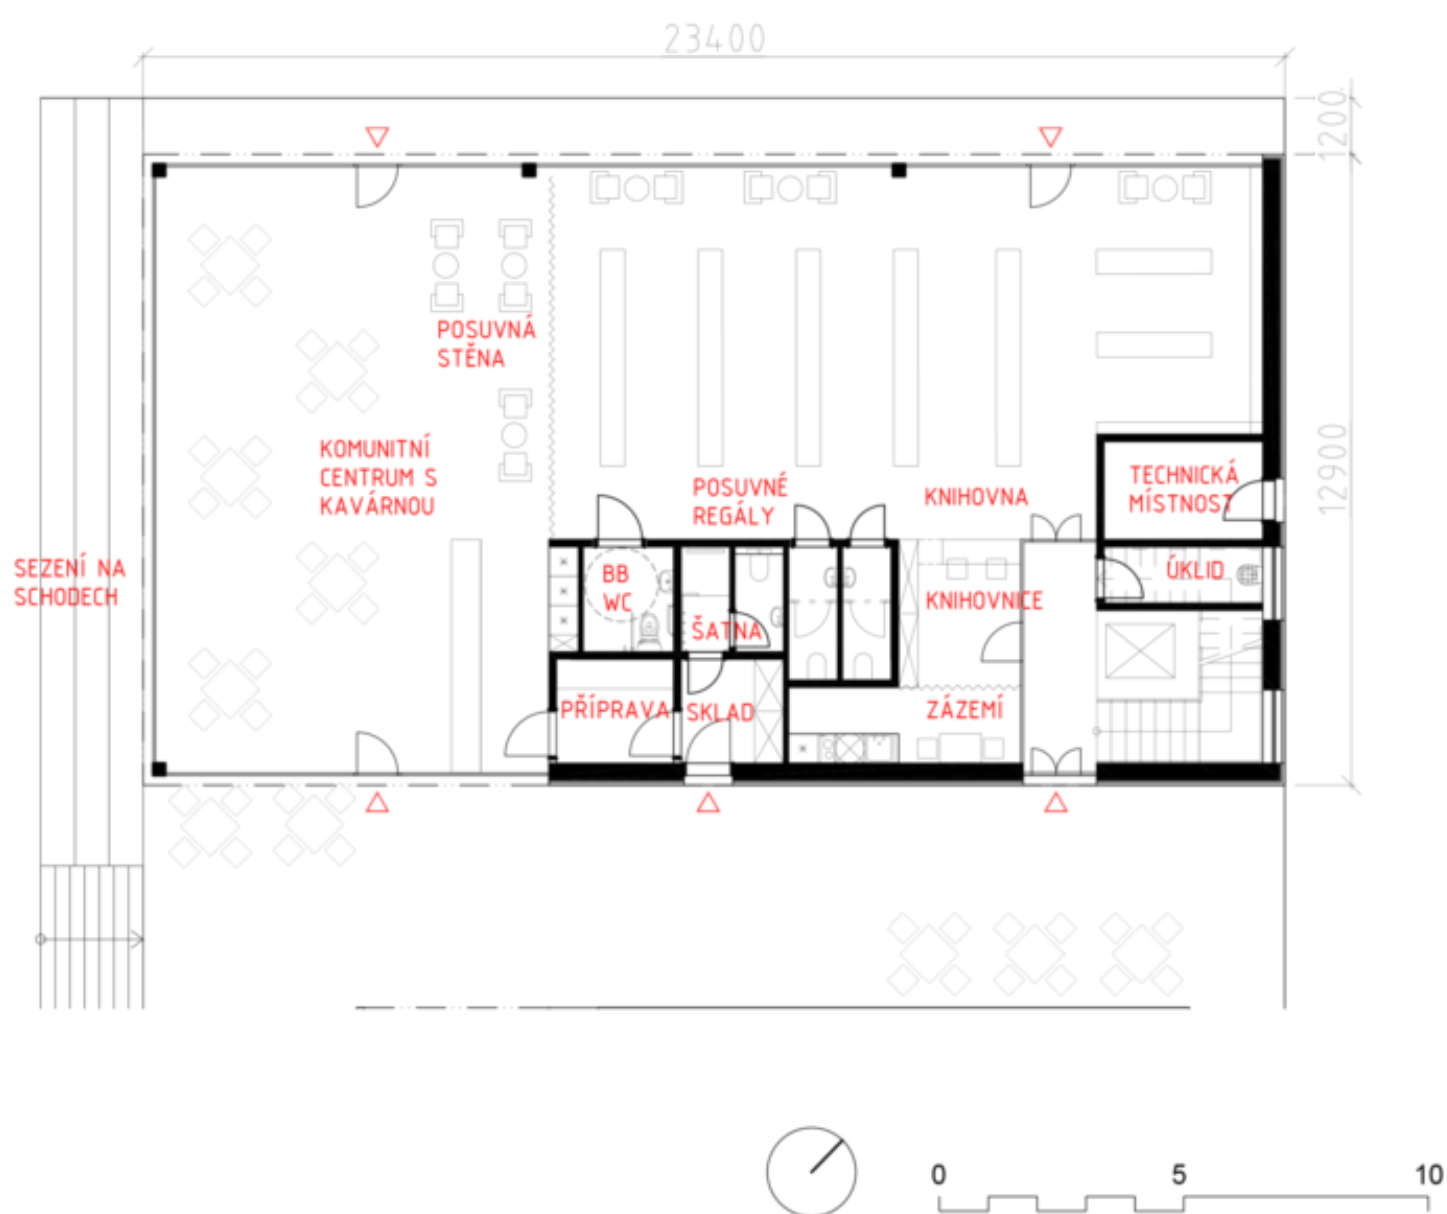 23400
1200
POSUVNÁ
STĚNA
KOMUNITNÍ
CENTRUM S
KAVÁRNOU
POSUVNÉ
REGÁLY
KNIHOVNA
TECHNICKÁ
MÍSTNOST
12900
SEZENÍ NA
SCHODECH
BB
WC
ŠATNA
KNIHOVNICE
ÚKLID
PŘÍPRAVA
SKLAD
ZÁZEMÍ
0 5 10